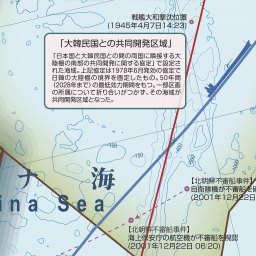 戦艦大和撃沈位置
(1945年4月7日14:23)
「大韓民国との共同開発区域」
「日本国と大韓民国との間の両国に隣接する大
陸棚の南部の共同開発に関する協定」で設定さ
れた海域。上記協定は1978年6月発効の協定で
日韓の大陸棚の境界を画定したもの。50年間
(2028年まで)の最低効力期間をもつ。一部区画
の所属について折り合いがつかず、その海域が
共同開発区域となった。
ナ 海
ina Sea
【北朝鮮不審船事件】
自衛隊機が不審船を
(2001年12月22日
【北朝鮮不審船事件】
海上保安庁の航空機が不審船を視認
(2001年12月22日 06:20)